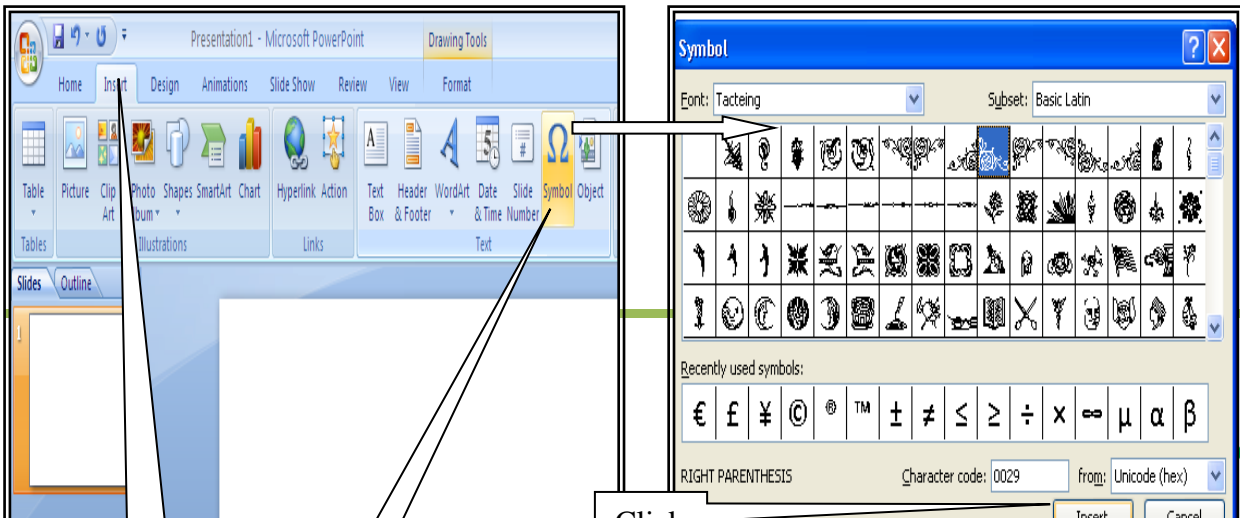 Presentation1 - Microsoft PowerPoint
Drawing Tools
Home Insert Design Animations Slide Show Review View Format
Table Picture Clip Art Photo Album Shapes SmartArt Chart Hyperlink Action Text Box Header & Footer WordArt Date & Time Slide Number Symbol Object
Tables Illustrations Links Text
Slides Outline
1
Symbol
Font: Tacteing Subset: Basic Latin
Recently used symbols:
€ £ ¥ © ® ™ ± ≠ ≤ ≥ ÷ × ∞ µ α β
RIGHT PARENTHESIS Character code: 0029 from: Unicode (hex)
Click
Insert Cancel